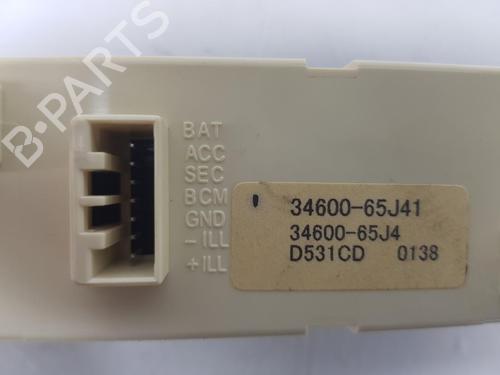 BAT
ACC
SEC
BCM
GND
-ILL
+ILL
34600-65J41
34600-65J4
D531CD 0138
B-PARTS